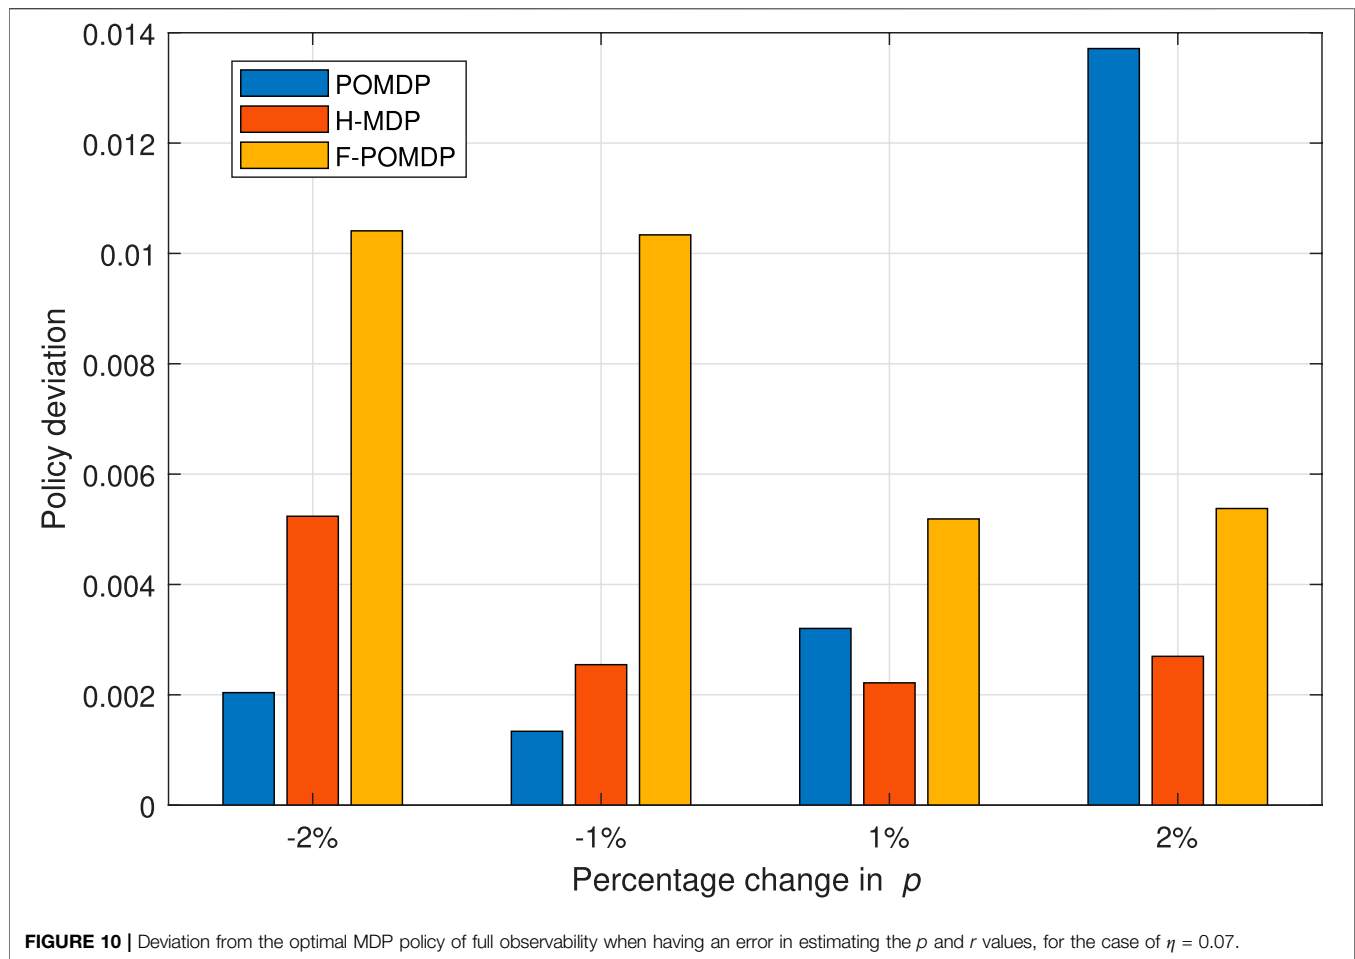 0.014
0.012
0.01
0.008
0.006
0.004
0.002
0
Policy deviation
POMDP
H-MDP
F-POMDP
-2%
-1%
1%
2%
Percentage change in p
FIGURE 10 | Deviation from the optimal MDP policy of full observability when having an error in estimating the p and r values, for the case of η = 0.07.